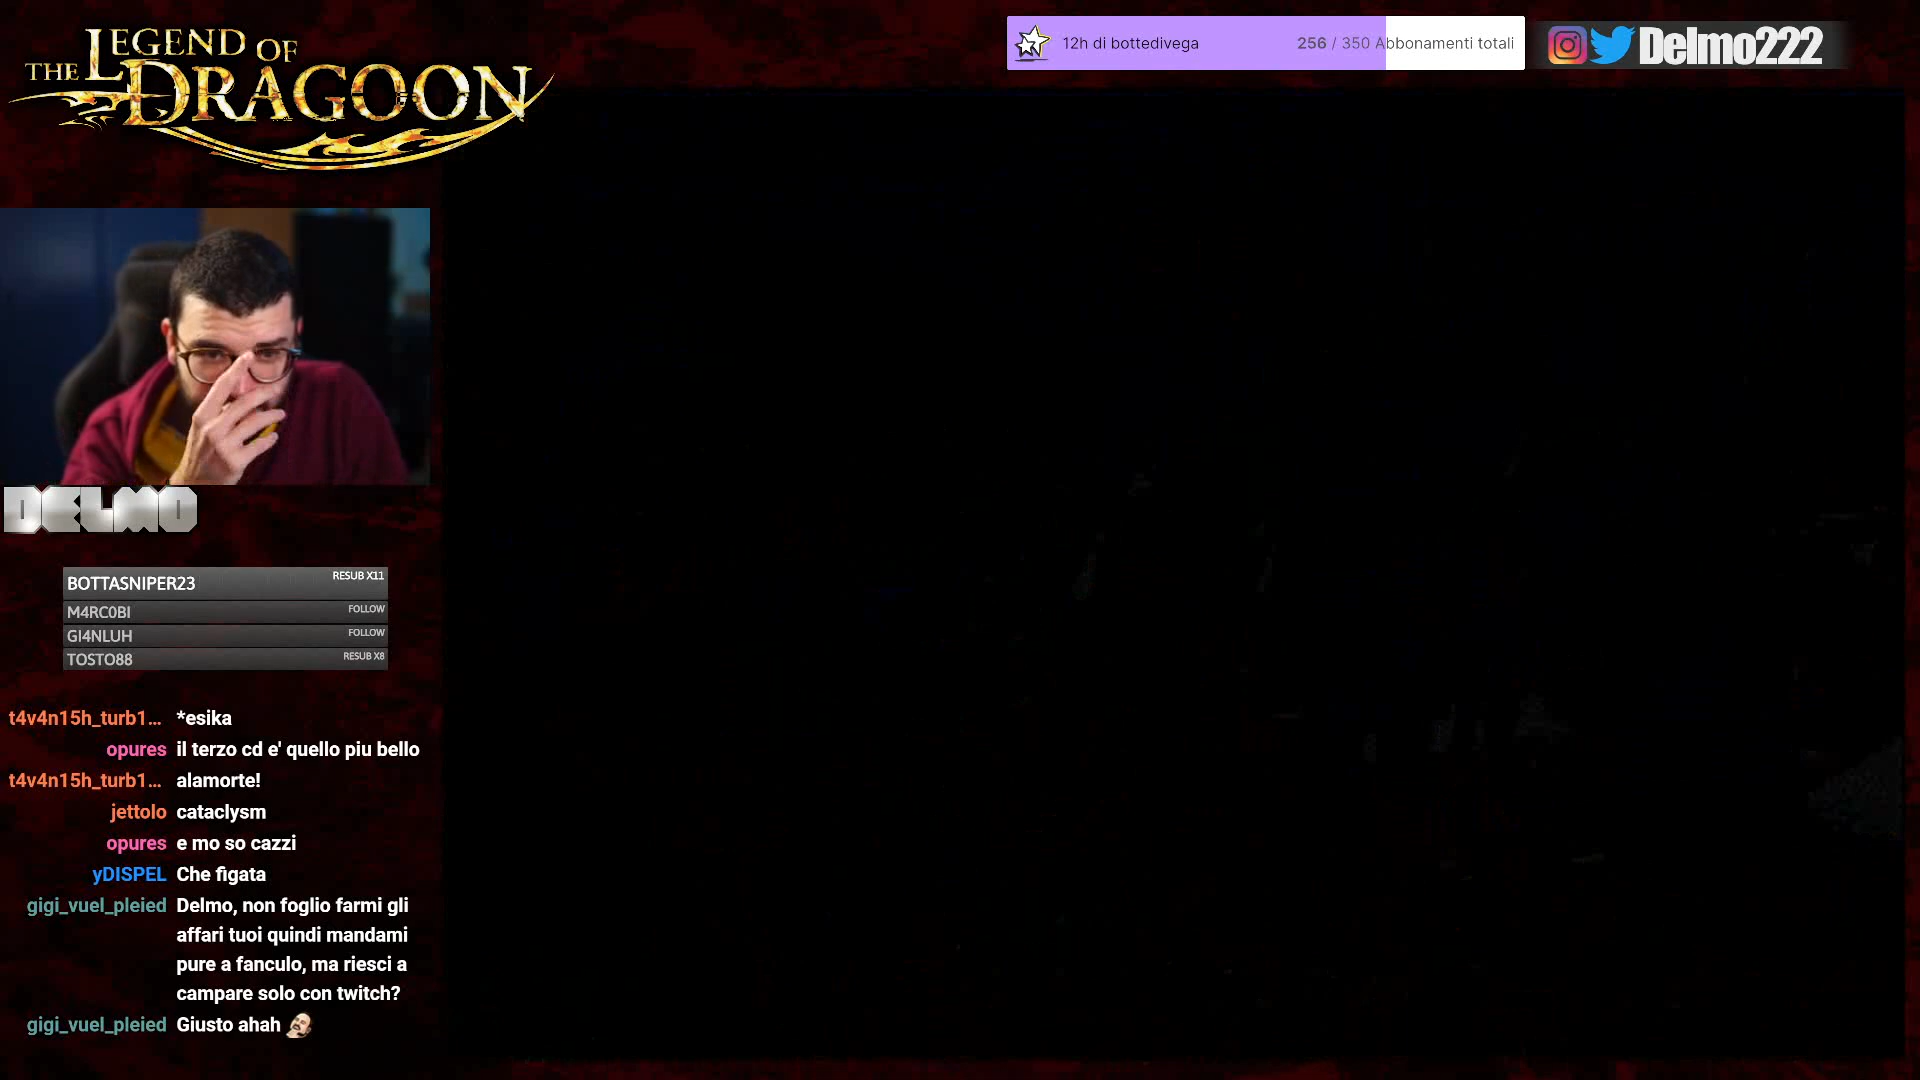 THE LEGEND OF
DRAGOON
12h di bottedivega 256 / 350 Abbonamenti totali
Delmo222
DELMO
BOTTASNIPER23 RESUB X11
M4RC0BI FOLLOW
GI4NLUH FOLLOW
TOSTO88 RESUB X8
t4v4n15h_turb1... *esika
opures il terzo cd e' quello piu bello
t4v4n15h_turb1... alamorte!
jettolo cataclysm
opures e mo so cazzi
yDISPEL Che figata
gigi_vuel_pleied Delmo, non foglio farmi gli
affari tuoi quindi mandami
pure a fanculo, ma riesci a
campare solo con twitch?
gigi_vuel_pleied Giusto ahah